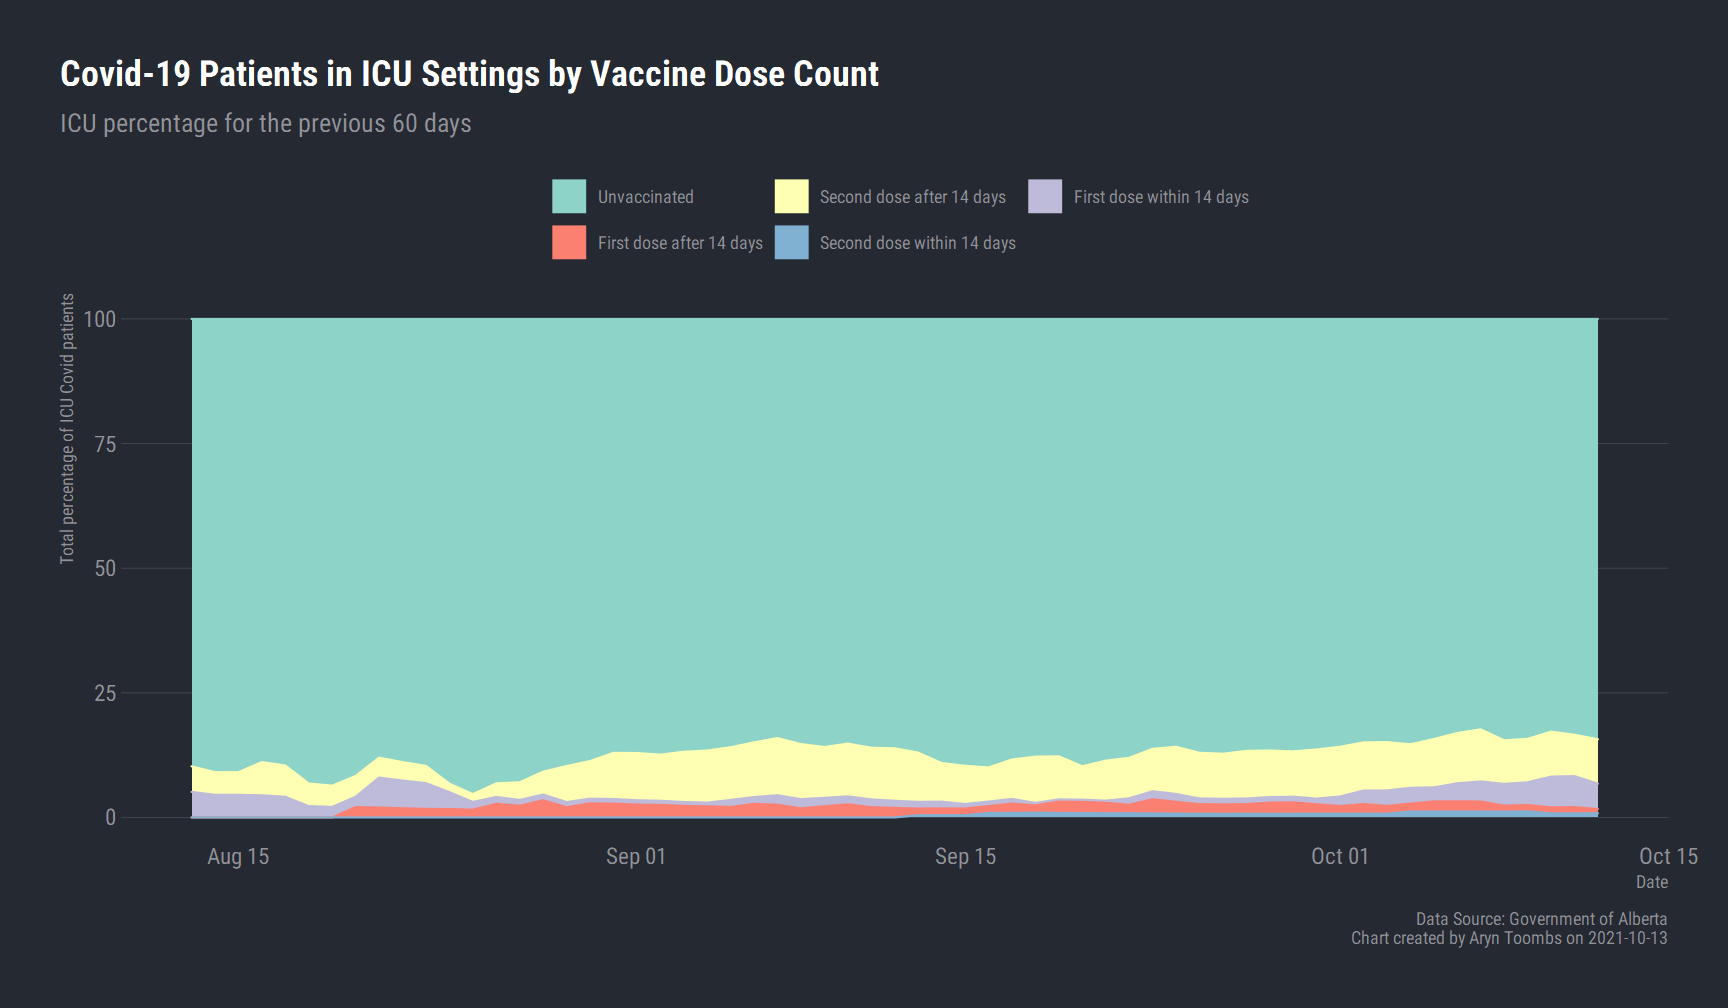 Covid-19 Patients in ICU Settings by Vaccine Dose Count
ICU percentage for the previous 60 days
Unvaccinated
Second dose after 14 days
First dose within 14 days
First dose after 14 days
Second dose within 14 days
Total percentage of ICU Covid patients
100
75
50
25
0
Aug 15
Sep 01
Sep 15
Oct 01
Oct 15
Date
Data Source: Government of Alberta
Chart created by Aryn Toombs on 2021-10-13